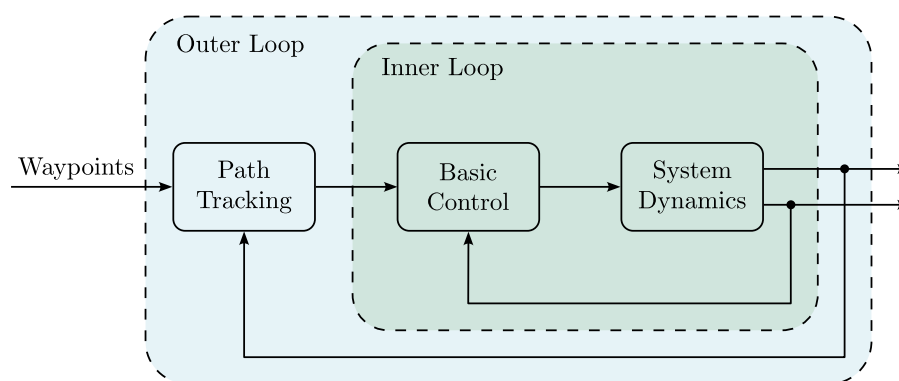 Outer Loop
Inner Loop
Waypoints
Path
Tracking
Basic
Control
System
Dynamics